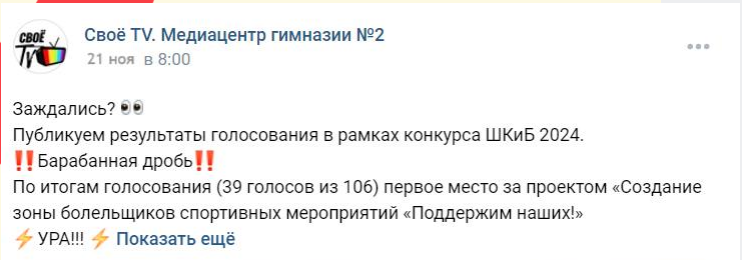 СВОЁ
TV
Своё TV. Медиацентр гимназии №2
21 ноя в 8:00
Заждались? 👀
Публикуем результаты голосования в рамках конкурса ШКиБ 2024.
‼️Барабанная дробь‼️
По итогам голосования (39 голосов из 106) первое место за проектом «Создание
зоны болельщиков спортивных мероприятий «Поддержим наших!»
⚡ УРА!!! ⚡ Показать ещё